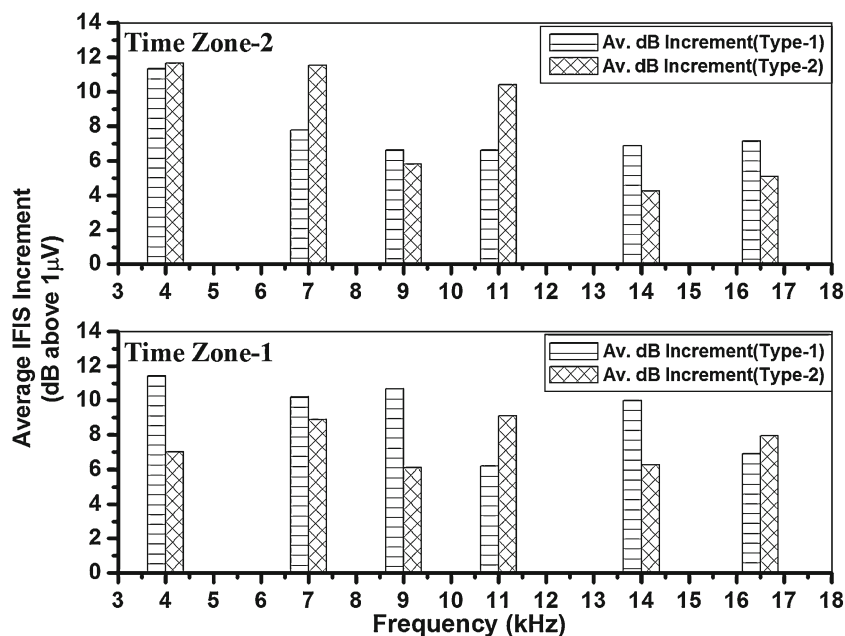 Average IFIS Increment
(dB above 1µV)
Time Zone-2
Av. dB Increment(Type-1)
Av. dB Increment(Type-2)
14
12
10
8
6
4
2
0
3 4 5 6 7 8 9 10 11 12 13 14 15 16 17 18
Time Zone-1
Av. dB Increment(Type-1)
Av. dB Increment(Type-2)
14
12
10
8
6
4
2
0
3 4 5 6 7 8 9 10 11 12 13 14 15 16 17 18
Frequency (kHz)